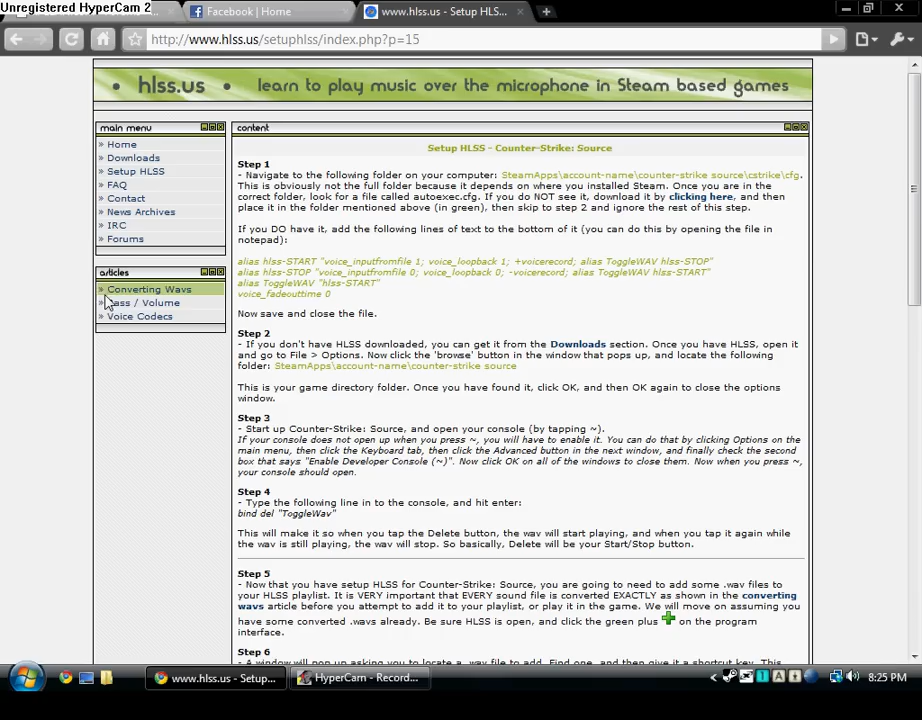 Unregistered HyperCam 2
Facebook | Home
www.hlss.us - Setup HLS...
http://www.hlss.us/setuphlss/index.php?p=15
• hlss.us • learn to play music over the microphone in Steam based games
main menu
» Home
» Downloads
» Setup HLSS
» FAQ
» Contact
» News Archives
» IRC
» Forums
articles
» Converting Wavs
» Bass / Volume
» Voice Codecs
content
Setup HLSS - Counter-Strike: Source
Step 1
- Navigate to the following folder on your computer: SteamApps\account-name\counter-strike source\cstrike\cfg.
This is obviously not the full folder because it depends on where you installed Steam. Once you are in the
correct folder, look for a file called autoexec.cfg. If you do NOT see it, download it by clicking here, and then
place it in the folder mentioned above (in green), then skip to step 2 and ignore the rest of this step.
If you DO have it, add the following lines of text to the bottom of it (you can do this by opening the file in
notepad):
alias hlss-START "voice_inputfromfile 1; voice_loopback 1; +voicerecord; alias ToggleWAV hlss-STOP"
alias hlss-STOP "voice_inputfromfile 0; voice_loopback 0; -voicerecord; alias ToggleWAV hlss-START"
alias ToggleWAV "hlss-START"
voice_fadeouttime 0
Now save and close the file.
Step 2
- If you don't have HLSS downloaded, you can get it from the Downloads section. Once you have HLSS, open it
and go to File > Options. Now click the 'browse' button in the window that pops up, and locate the following
folder: SteamApps\account-name\counter-strike source
This is your game directory folder. Once you have found it, click OK, and then OK again to close the options
window.
Step 3
- Start up Counter-Strike: Source, and open your console (by tapping ~).
If your console does not open up when you press ~, you will have to enable it. You can do that by clicking Options on the
main menu, then click the Keyboard tab, then click the Advanced button in the next window, and finally check the second
box that says "Enable Developer Console (~)". Now click OK on all of the windows to close them. Now when you press ~,
your console should open.
Step 4
- Type the following line in to the console, and hit enter:
bind del "ToggleWav"
This will make it so when you tap the Delete button, the wav will start playing, and when you tap it again while
the wav is still playing, the wav will stop. So basically, Delete will be your Start/Stop button.
Step 5
- Now that you have setup HLSS for Counter-Strike: Source, you are going to need to add some .wav files to
your HLSS playlist. It is VERY important that EVERY sound file is converted EXACTLY as shown in the converting
wavs article before you attempt to add it to your playlist, or play it in the game. We will move on assuming you
have some converted .wavs already. Be sure HLSS is open, and click the green plus on the program
interface.
Step 6
- A window will pop up asking you to locate a .wav file to add. Find one, and then give it a shortcut key. This
www.hlss.us - Setup...
HyperCam - Record...
8:25 PM